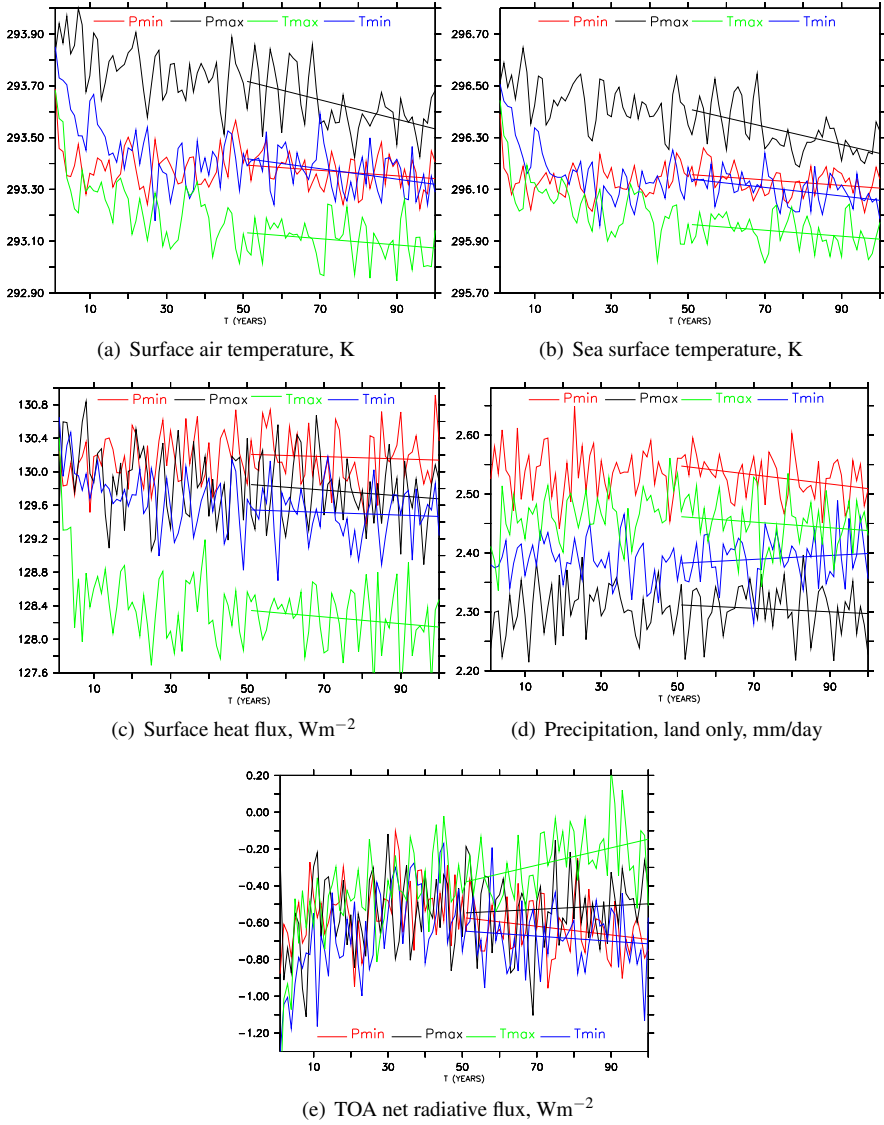 293.90
293.70
293.50
293.30
293.10
292.90
Pmin Pmax Tmax Tmin
10 30 50 70 90
T (YEARS)
(a) Surface air temperature, K
296.70
296.50
296.30
296.10
295.90
295.70
Pmin Pmax Tmax Tmin
10 30 50 70 90
T (YEARS)
(b) Sea surface temperature, K
130.8
130.4
130.0
129.6
129.2
128.8
128.4
128.0
127.6
Pmin Pmax Tmax Tmin
10 30 50 70 90
T (YEARS)
(c) Surface heat flux, Wm⁻²
2.60
2.50
2.40
2.30
2.20
Pmin Pmax Tmax Tmin
10 30 50 70 90
T (YEARS)
(d) Precipitation, land only, mm/day
0.20
0.00
−0.20
−0.40
−0.60
−0.80
−1.00
−1.20
Pmin Pmax Tmax Tmin
10 30 50 70 90
T (YEARS)
(e) TOA net radiative flux, Wm⁻²